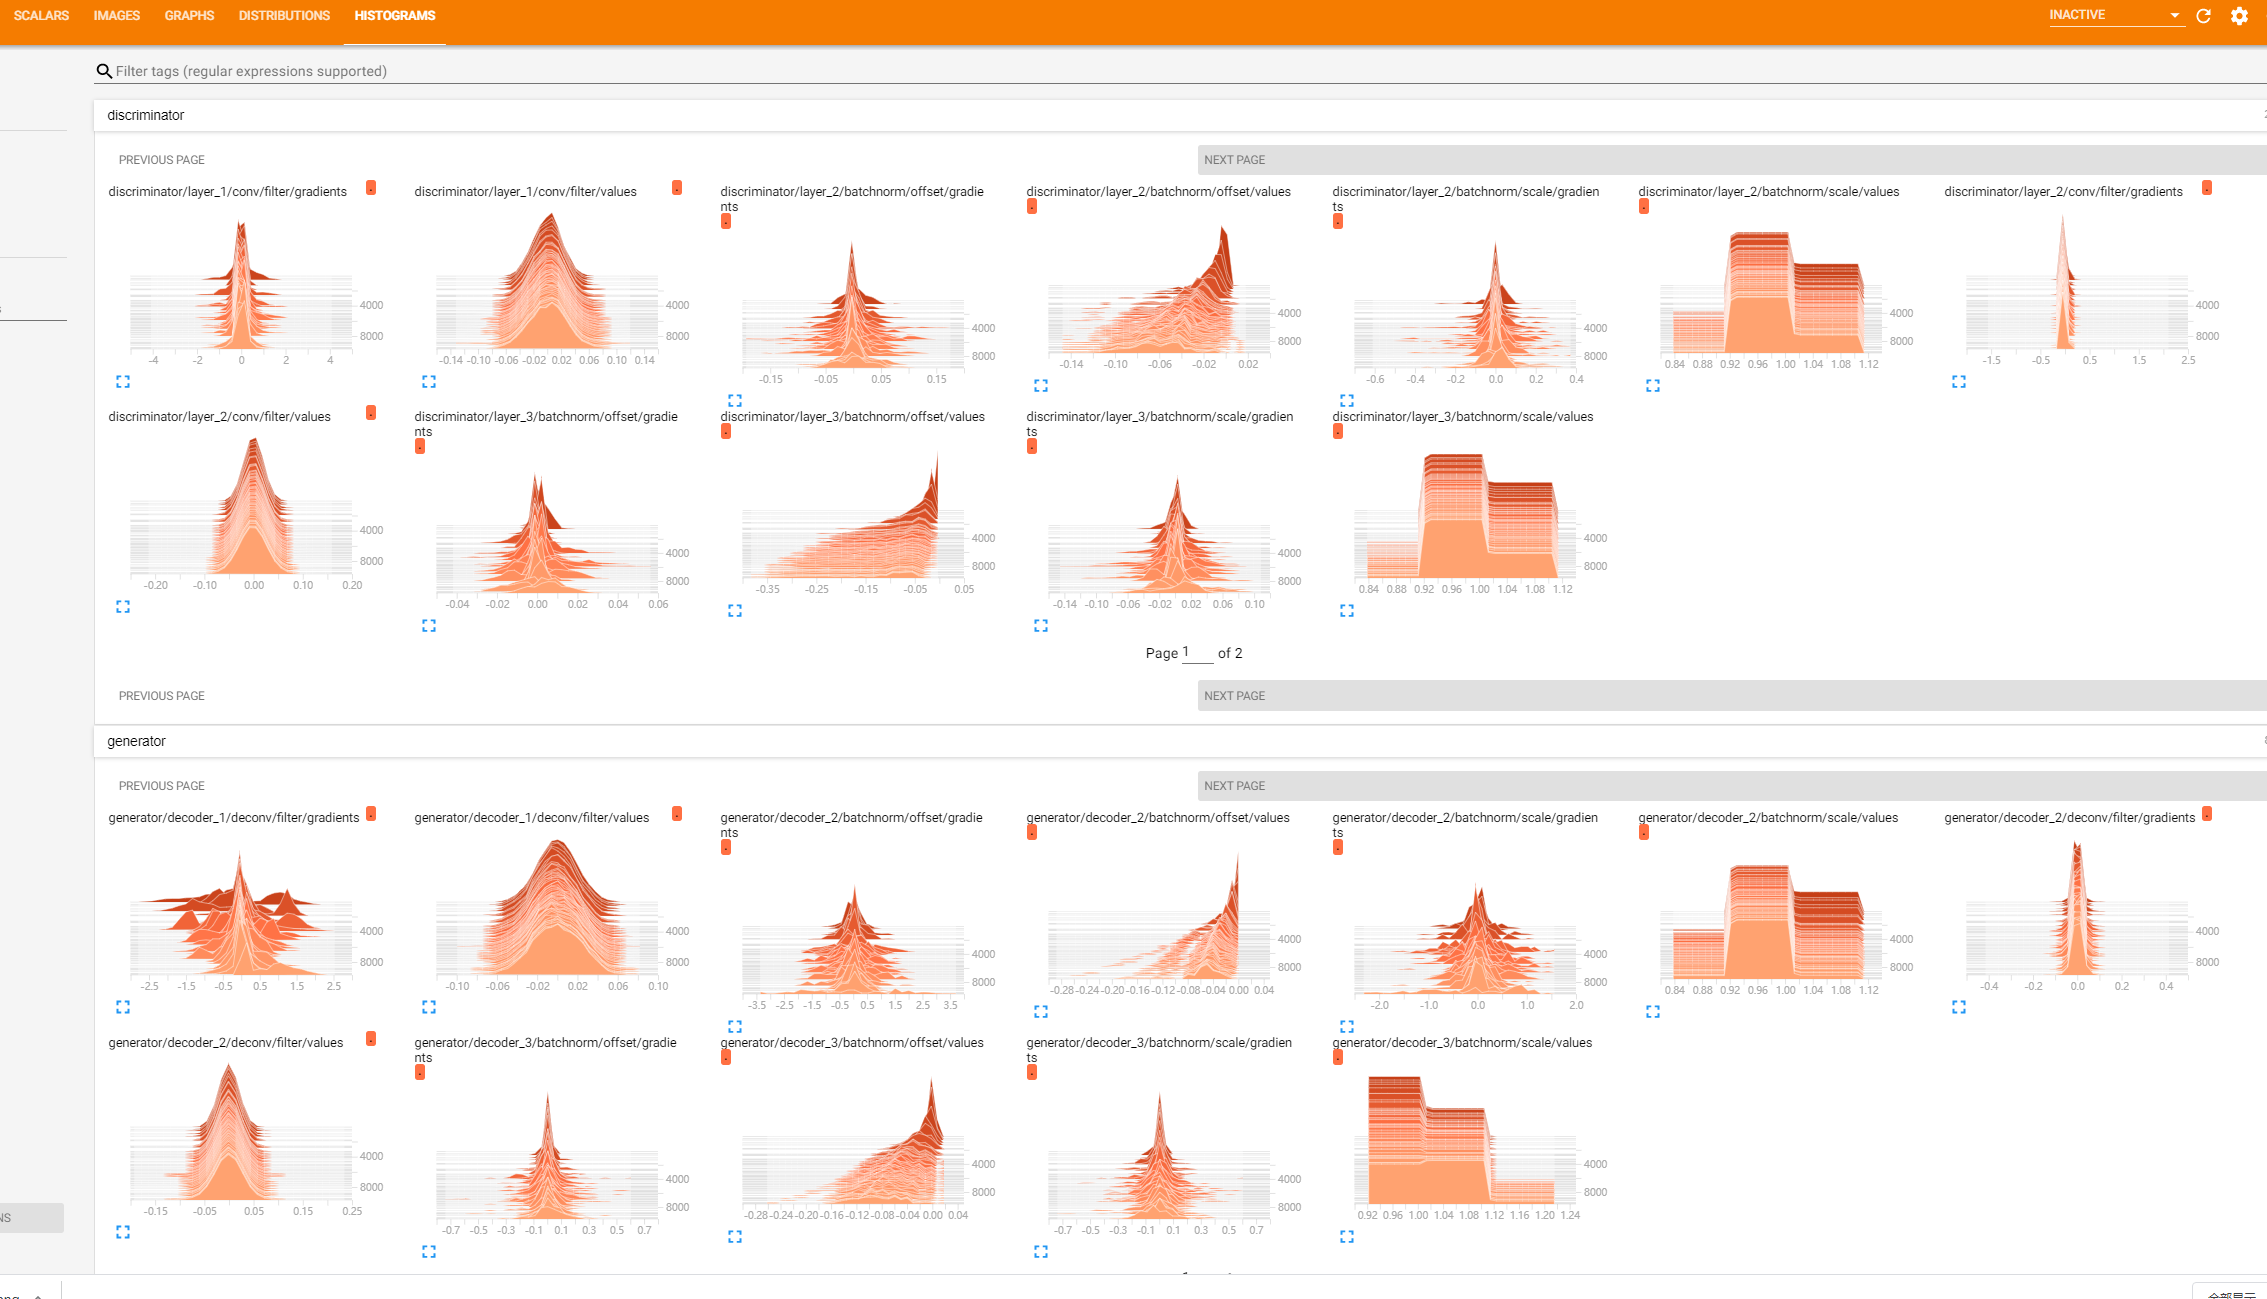 SCALARS IMAGES GRAPHS DISTRIBUTIONS HISTOGRAMS INACTIVE
Filter tags (regular expressions supported)
discriminator
PREVIOUS PAGE NEXT PAGE
discriminator/layer_1/conv/filter/gradients
4000
8000
-4 -2 0 2 4
discriminator/layer_1/conv/filter/values
4000
8000
-0.14 -0.10 -0.06 -0.02 0.02 0.06 0.10 0.14
discriminator/layer_2/batchnorm/offset/gradie
nts
4000
8000
-0.15 -0.05 0.05 0.15
discriminator/layer_2/batchnorm/offset/values
4000
8000
-0.14 -0.10 -0.06 -0.02 0.02
discriminator/layer_2/batchnorm/scale/gradien
ts
4000
8000
-0.6 -0.4 -0.2 0.0 0.2 0.4
discriminator/layer_2/batchnorm/scale/values
4000
8000
0.84 0.88 0.92 0.96 1.00 1.04 1.08 1.12
discriminator/layer_2/conv/filter/gradients
4000
8000
-1.5 -0.5 0.5 1.5 2.5
discriminator/layer_2/conv/filter/values
4000
8000
-0.20 -0.10 0.00 0.10 0.20
discriminator/layer_3/batchnorm/offset/gradie
nts
4000
8000
-0.04 -0.02 0.00 0.02 0.04 0.06
discriminator/layer_3/batchnorm/offset/values
4000
8000
-0.35 -0.25 -0.15 -0.05 0.05
discriminator/layer_3/batchnorm/scale/gradien
ts
4000
8000
-0.14 -0.10 -0.06 -0.02 0.02 0.06 0.10
discriminator/layer_3/batchnorm/scale/values
4000
8000
0.84 0.88 0.92 0.96 1.00 1.04 1.08 1.12
Page 1 of 2
PREVIOUS PAGE NEXT PAGE
generator
PREVIOUS PAGE NEXT PAGE
generator/decoder_1/deconv/filter/gradients
4000
8000
-2.5 -1.5 -0.5 0.5 1.5 2.5
generator/decoder_1/deconv/filter/values
4000
8000
-0.10 -0.06 -0.02 0.02 0.06 0.10
generator/decoder_2/batchnorm/offset/gradie
nts
4000
8000
-3.5 -2.5 -1.5 -0.5 0.5 1.5 2.5 3.5
generator/decoder_2/batchnorm/offset/values
4000
8000
-0.28 -0.24 -0.20 -0.16 -0.12 -0.08 -0.04 0.00 0.04
generator/decoder_2/batchnorm/scale/gradien
ts
4000
8000
-2.0 -1.0 0.0 1.0 2.0
generator/decoder_2/batchnorm/scale/values
4000
8000
0.84 0.88 0.92 0.96 1.00 1.04 1.08 1.12
generator/decoder_2/deconv/filter/gradients
4000
8000
-0.4 -0.2 0.0 0.2 0.4
generator/decoder_2/deconv/filter/values
4000
8000
-0.15 -0.05 0.05 0.15 0.25
generator/decoder_3/batchnorm/offset/gradie
nts
4000
8000
-0.7 -0.5 -0.3 -0.1 0.1 0.3 0.5 0.7
generator/decoder_3/batchnorm/offset/values
4000
8000
-0.28 -0.24 -0.20 -0.16 -0.12 -0.08 -0.04 0.00 0.04
generator/decoder_3/batchnorm/scale/gradien
ts
4000
8000
-0.7 -0.5 -0.3 -0.1 0.1 0.3 0.5 0.7
generator/decoder_3/batchnorm/scale/values
4000
8000
0.92 0.96 1.00 1.04 1.08 1.12 1.16 1.20 1.24
NS
全部显示